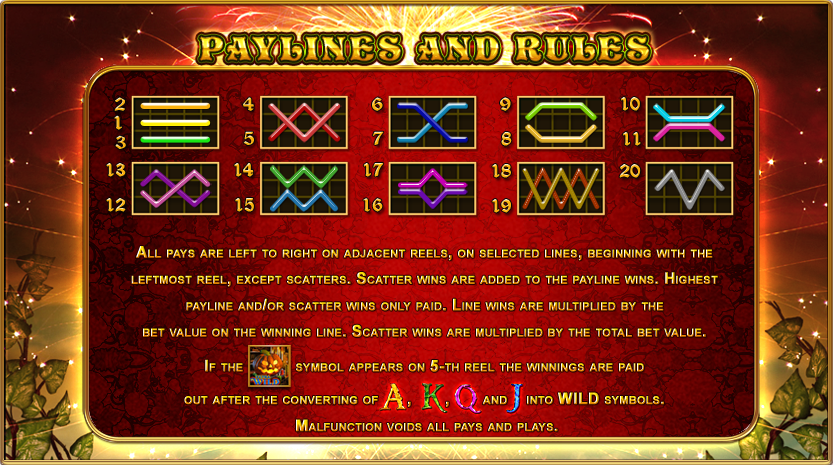 PAYLINES AND RULES
2 4 6 9 10
1
3 5 7 8 11
13 14 17 18 20
12 15 16 19
ALL PAYS ARE LEFT TO RIGHT ON ADJACENT REELS, ON SELECTED LINES, BEGINNING WITH THE
LEFTMOST REEL, EXCEPT SCATTERS. SCATTER WINS ARE ADDED TO THE PAYLINE WINS. HIGHEST
PAYLINE AND/OR SCATTER WINS ONLY PAID. LINE WINS ARE MULTIPLIED BY THE
BET VALUE ON THE WINNING LINE. SCATTER WINS ARE MULTIPLIED BY THE TOTAL BET VALUE.
IF THE WILD SYMBOL APPEARS ON 5-TH REEL THE WINNINGS ARE PAID
OUT AFTER THE CONVERTING OF A, K, Q AND J INTO WILD SYMBOLS.
MALFUNCTION VOIDS ALL PAYS AND PLAYS.